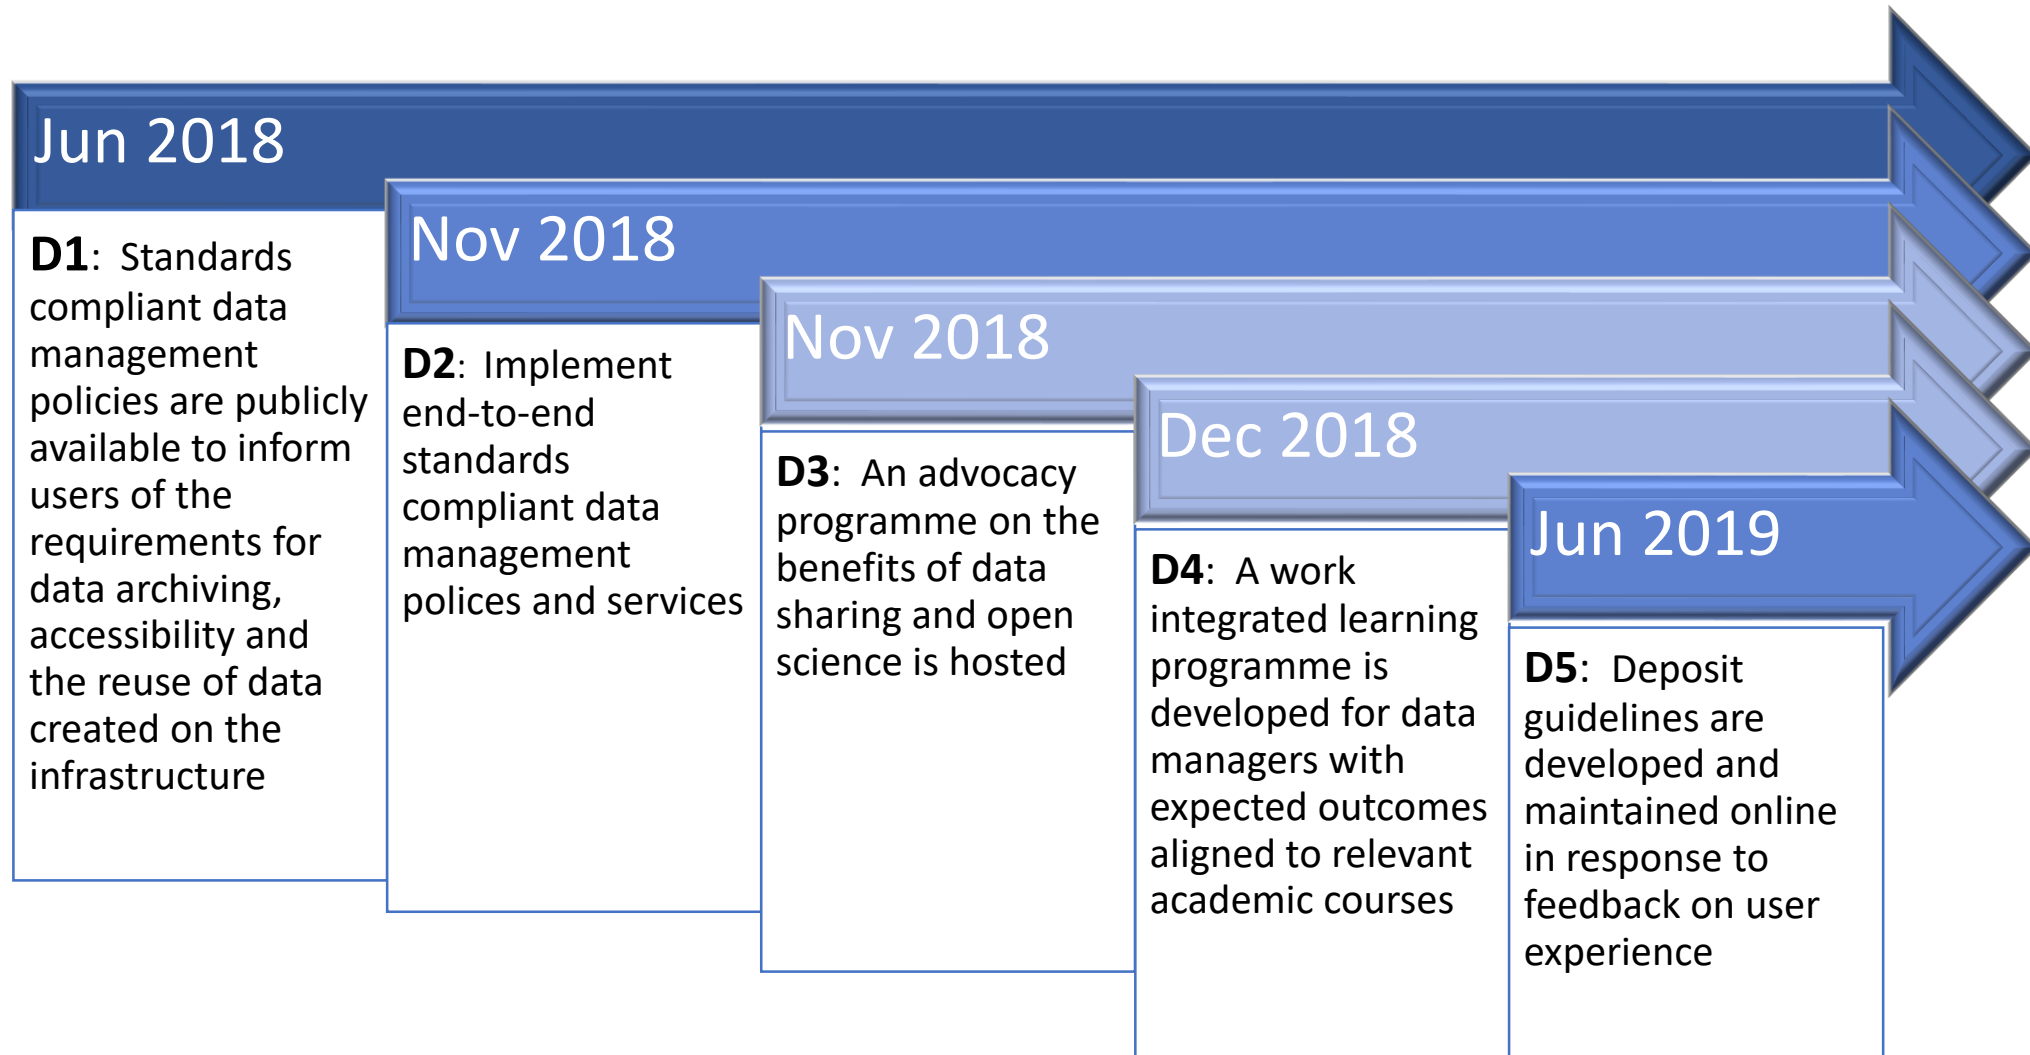 Jun 2018
D1:  Standards
compliant data
management
policies are publicly
available to inform
users of the
requirements for
data archiving,
accessibility and
the reuse of data
created on the
infrastructure
Nov 2018
D2:  Implement
end-to-end
standards
compliant data
management
polices and services
Nov 2018
D3:  An advocacy
programme on the
benefits of data
sharing and open
science is hosted
Dec 2018
D4:  A work
integrated learning
programme is
developed for data
managers with
expected outcomes
aligned to relevant
academic courses
Jun 2019
D5:  Deposit
guidelines are
developed and
maintained online
in response to
feedback on user
experience